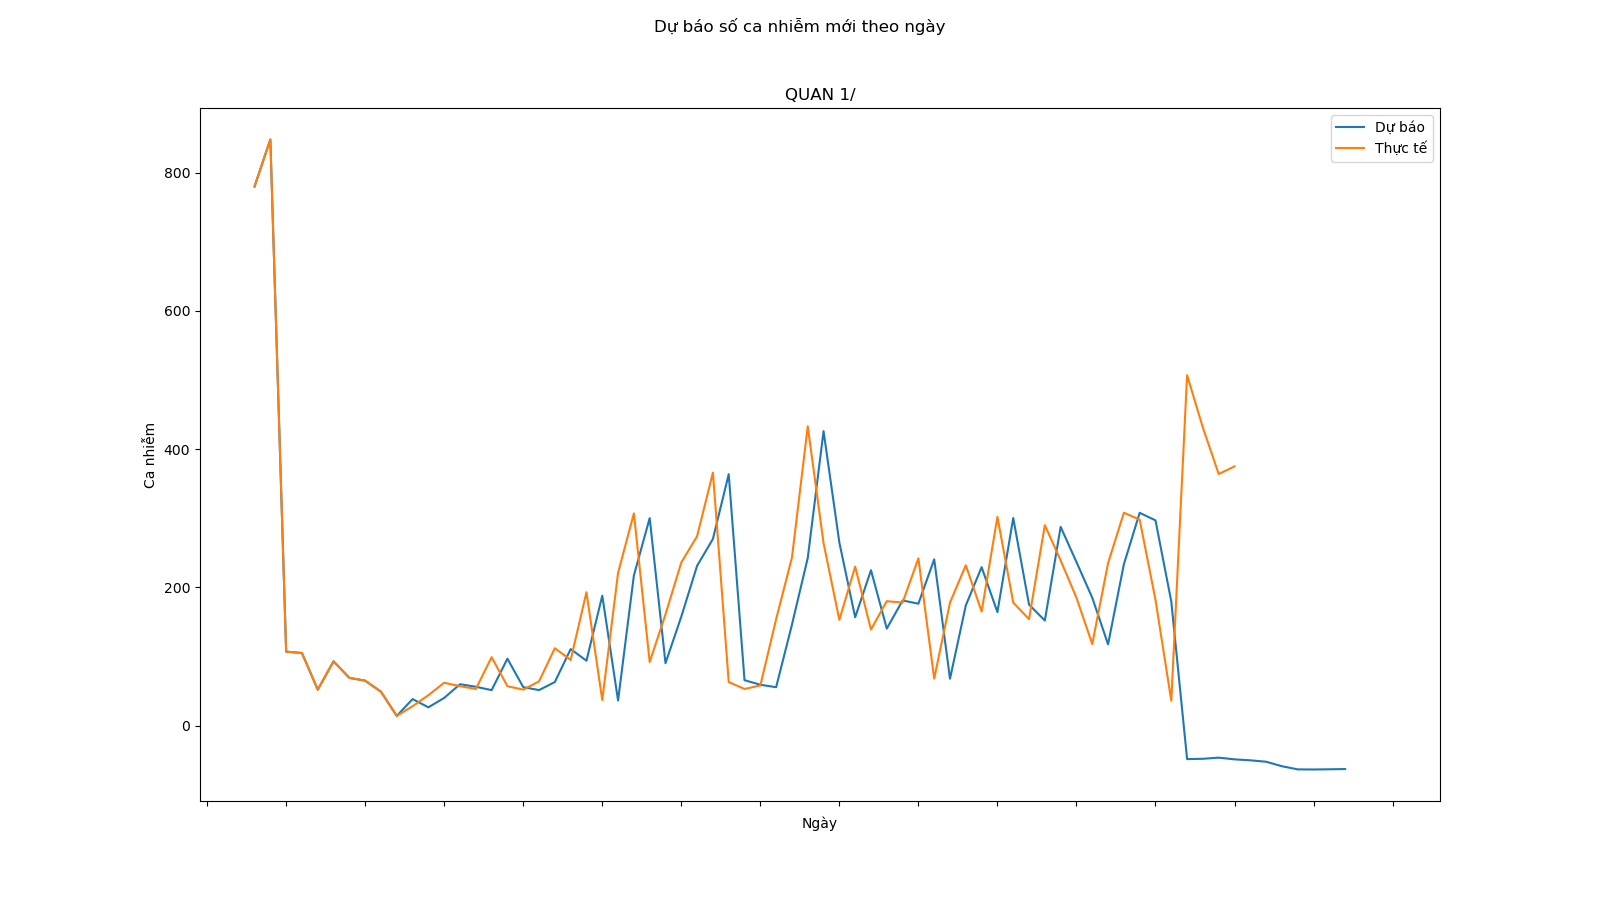 Dự báo số ca nhiễm mới theo ngày
QUAN 1/
Dự báo
Thực tế
800
600
400
200
0
Ca nhiễm
Ngày